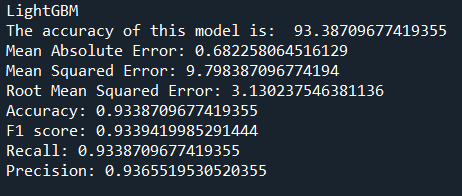 LightGBM
The accuracy of this model is:  93.38709677419355
Mean Absolute Error: 0.682258064516129
Mean Squared Error: 9.798387096774194
Root Mean Squared Error: 3.130237546381136
Accuracy: 0.9338709677419355
F1 score: 0.9339419985291444
Recall: 0.9338709677419355
Precision: 0.9365519530520355